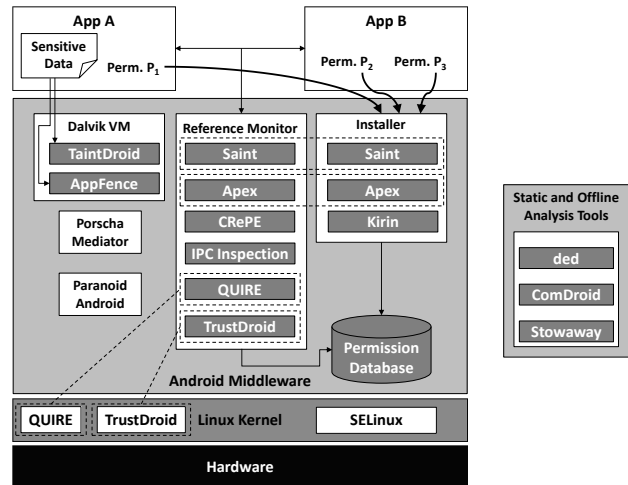 App A
App B
Sensitive
Data
Perm. P1
Perm. P2
Perm. P3
Dalvik VM
TaintDroid
AppFence
Porscha
Mediator
Paranoid
Android
Reference Monitor
Saint
Apex
CRePE
IPC Inspection
QUIRE
TrustDroid
Installer
Saint
Apex
Kirin
Permission
Database
Android Middleware
Static and Offline
Analysis Tools
ded
ComDroid
Stowaway
QUIRE
TrustDroid
Linux Kernel
SELinux
Hardware